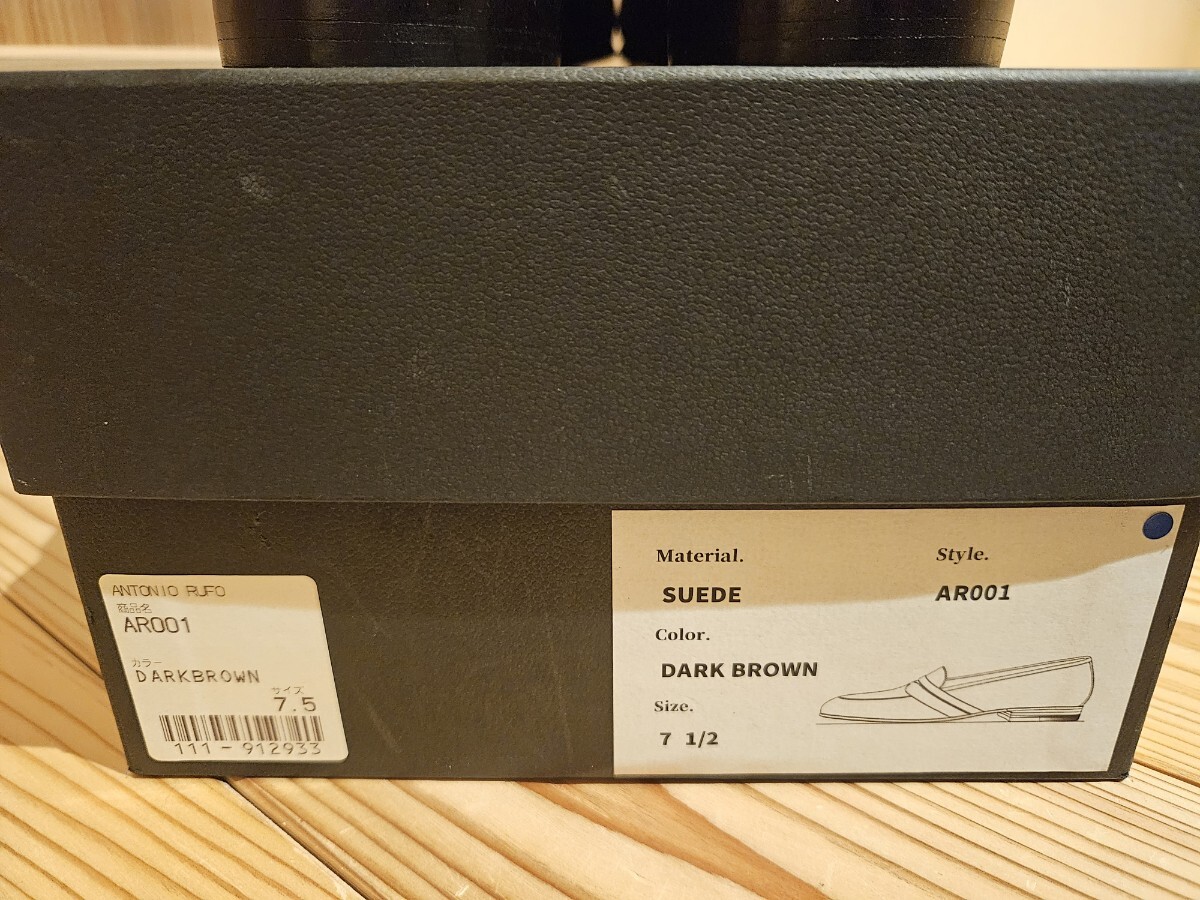 ANTONIO RUFO
商品名
AR001
カラー
DARKBROWN
サイズ
7.5
111-912933
Material.
SUEDE
Style.
AR001
Color.
DARK BROWN
Size.
7 1/2